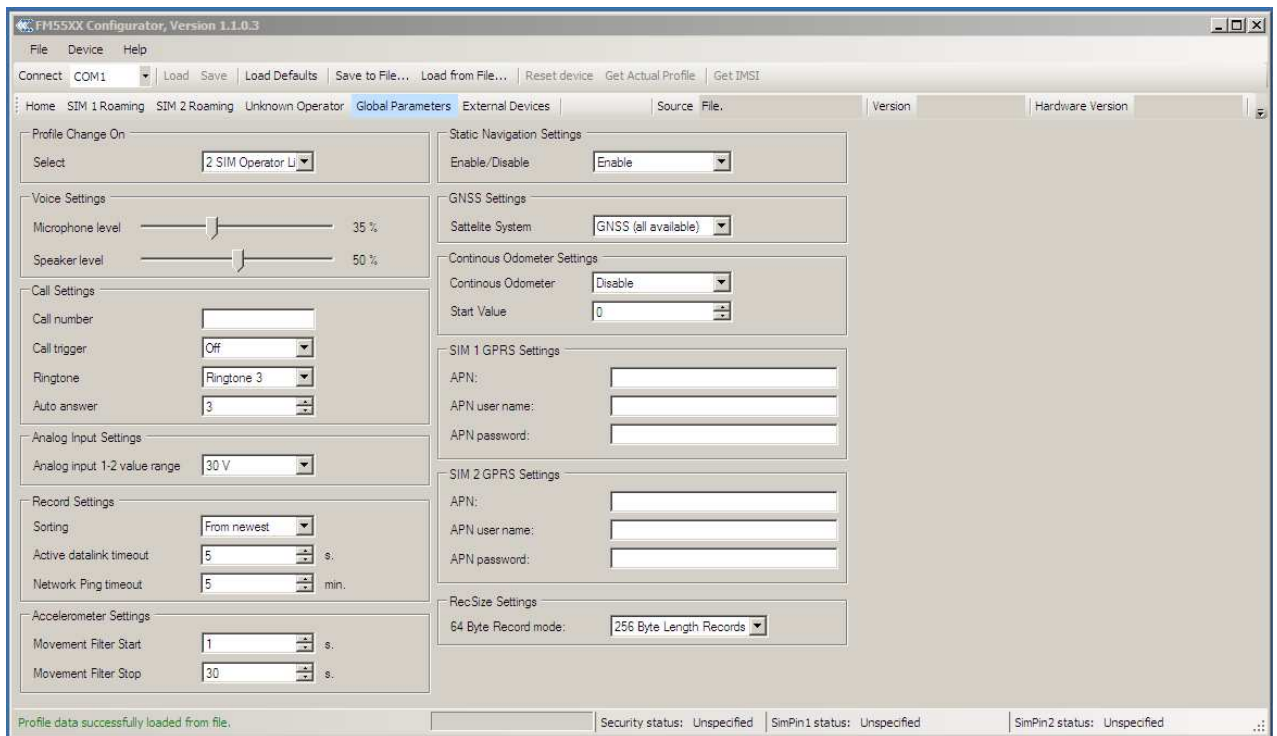 FM55XX Configurator, Version 1.1.0.3
File Device Help
Connect COM1 Load Save Load Defaults Save to File... Load from File... Reset device Get Actual Profile Get IMSI
Home SIM 1 Roaming SIM 2 Roaming Unknown Operator Global Parameters External Devices Source File. Version Hardware Version
Profile Change On
Select 2 SIM Operator Li
Voice Settings
Microphone level 35 %
Speaker level 50 %
Call Settings
Call number
Call trigger Off
Ringtone Ringtone 3
Auto answer 3
Analog Input Settings
Analog input 1-2 value range 30 V
Record Settings
Sorting From newest
Active datalink timeout 5 s.
Network Ping timeout 5 min.
Accelerometer Settings
Movement Filter Start 1 s.
Movement Filter Stop 30 s.
Static Navigation Settings
Enable/Disable Enable
GNSS Settings
Sattelite System GNSS (all available)
Continous Odometer Settings
Continous Odometer Disable
Start Value 0
SIM 1 GPRS Settings
APN:
APN user name:
APN password:
SIM 2 GPRS Settings
APN:
APN user name:
APN password:
RecSize Settings
64 Byte Record mode: 256 Byte Length Records
Profile data successfully loaded from file. Security status: Unspecified SimPin1 status: Unspecified SimPin2 status: Unspecified